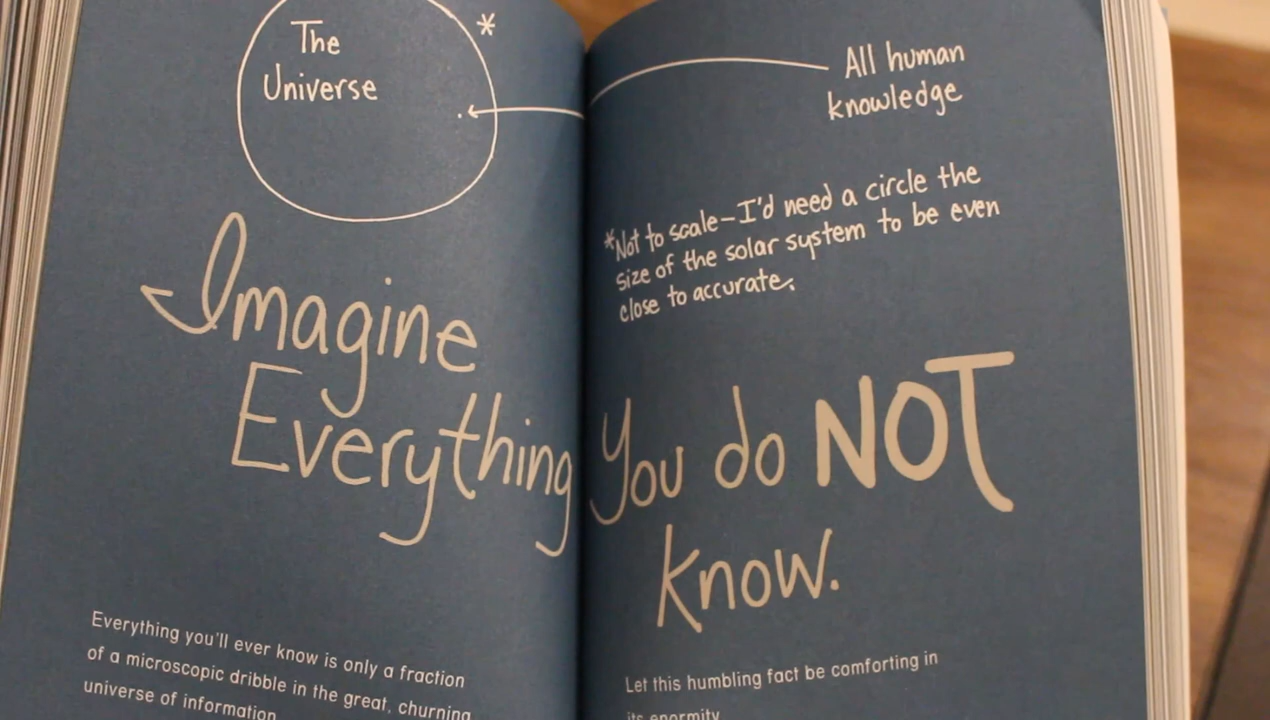 The
Universe
*
All human
knowledge
*Not to scale–I'd need a circle the
size of the solar system to be even
close to accurate.
Imagine
Everything
You do NOT
know.
Everything you'll ever know is only a fraction
of a microscopic dribble in the great, churning
universe of information
Let this humbling fact be comforting in
its enormity